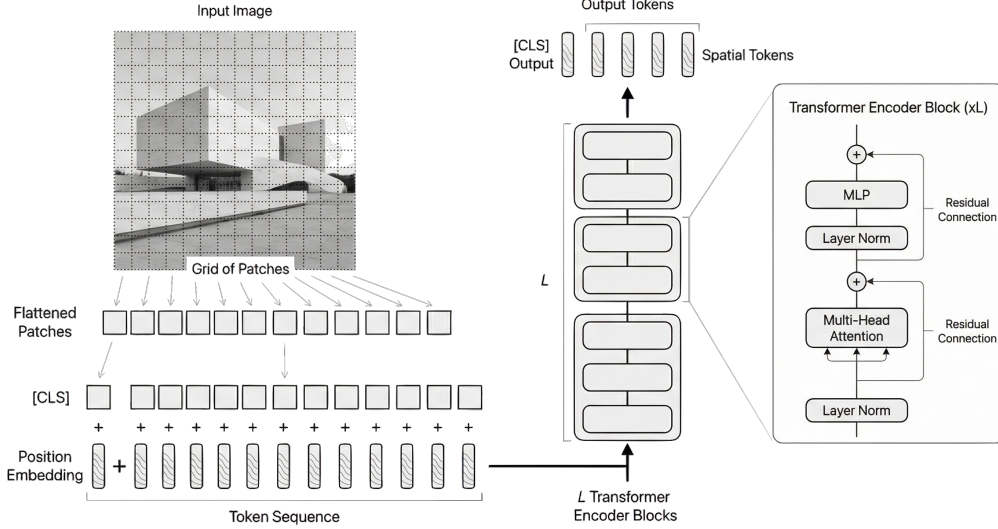 Input Image
Grid of Patches
Flattened
Patches
[CLS]
+ + + + + + + + + + + + +
Position
Embedding
+
Token Sequence
Output Tokens
[CLS]
Output
Spatial Tokens
L
L Transformer
Encoder Blocks
Transformer Encoder Block (xL)
+
MLP
Residual
Connection
Layer Norm
+
Multi-Head
Attention
Residual
Connection
Layer Norm